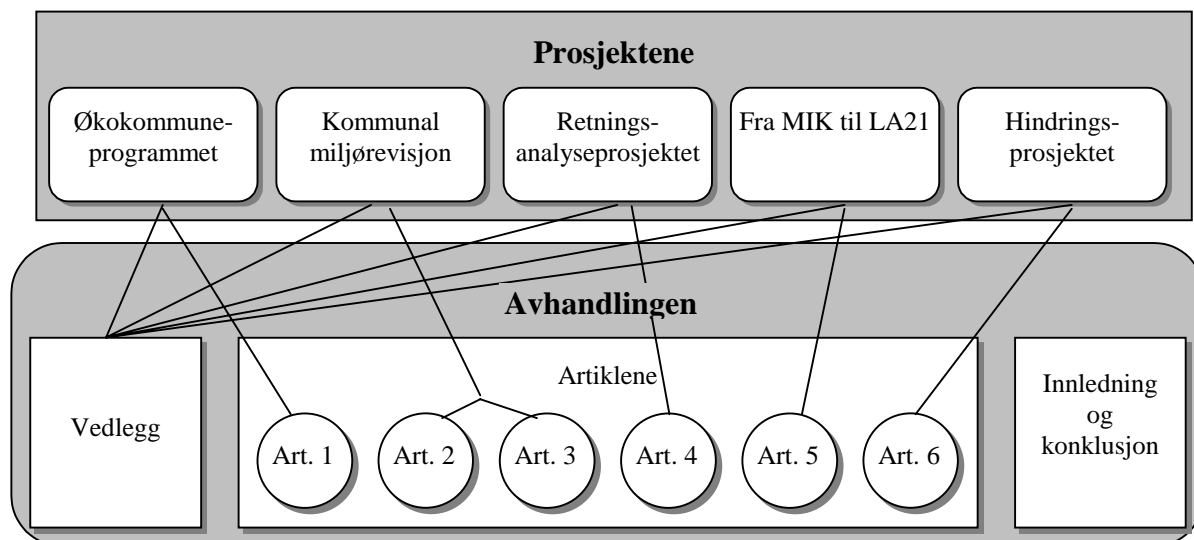 Prosjektene
Økokommune-
programmet
Kommunal
miljørevisjon
Retnings-
analyseprosjektet
Fra MIK til LA21
Hindrings-
prosjektet
Avhandlingen
Vedlegg
Artiklene
Art. 1
Art. 2
Art. 3
Art. 4
Art. 5
Art. 6
Innledning
og
konklusjon